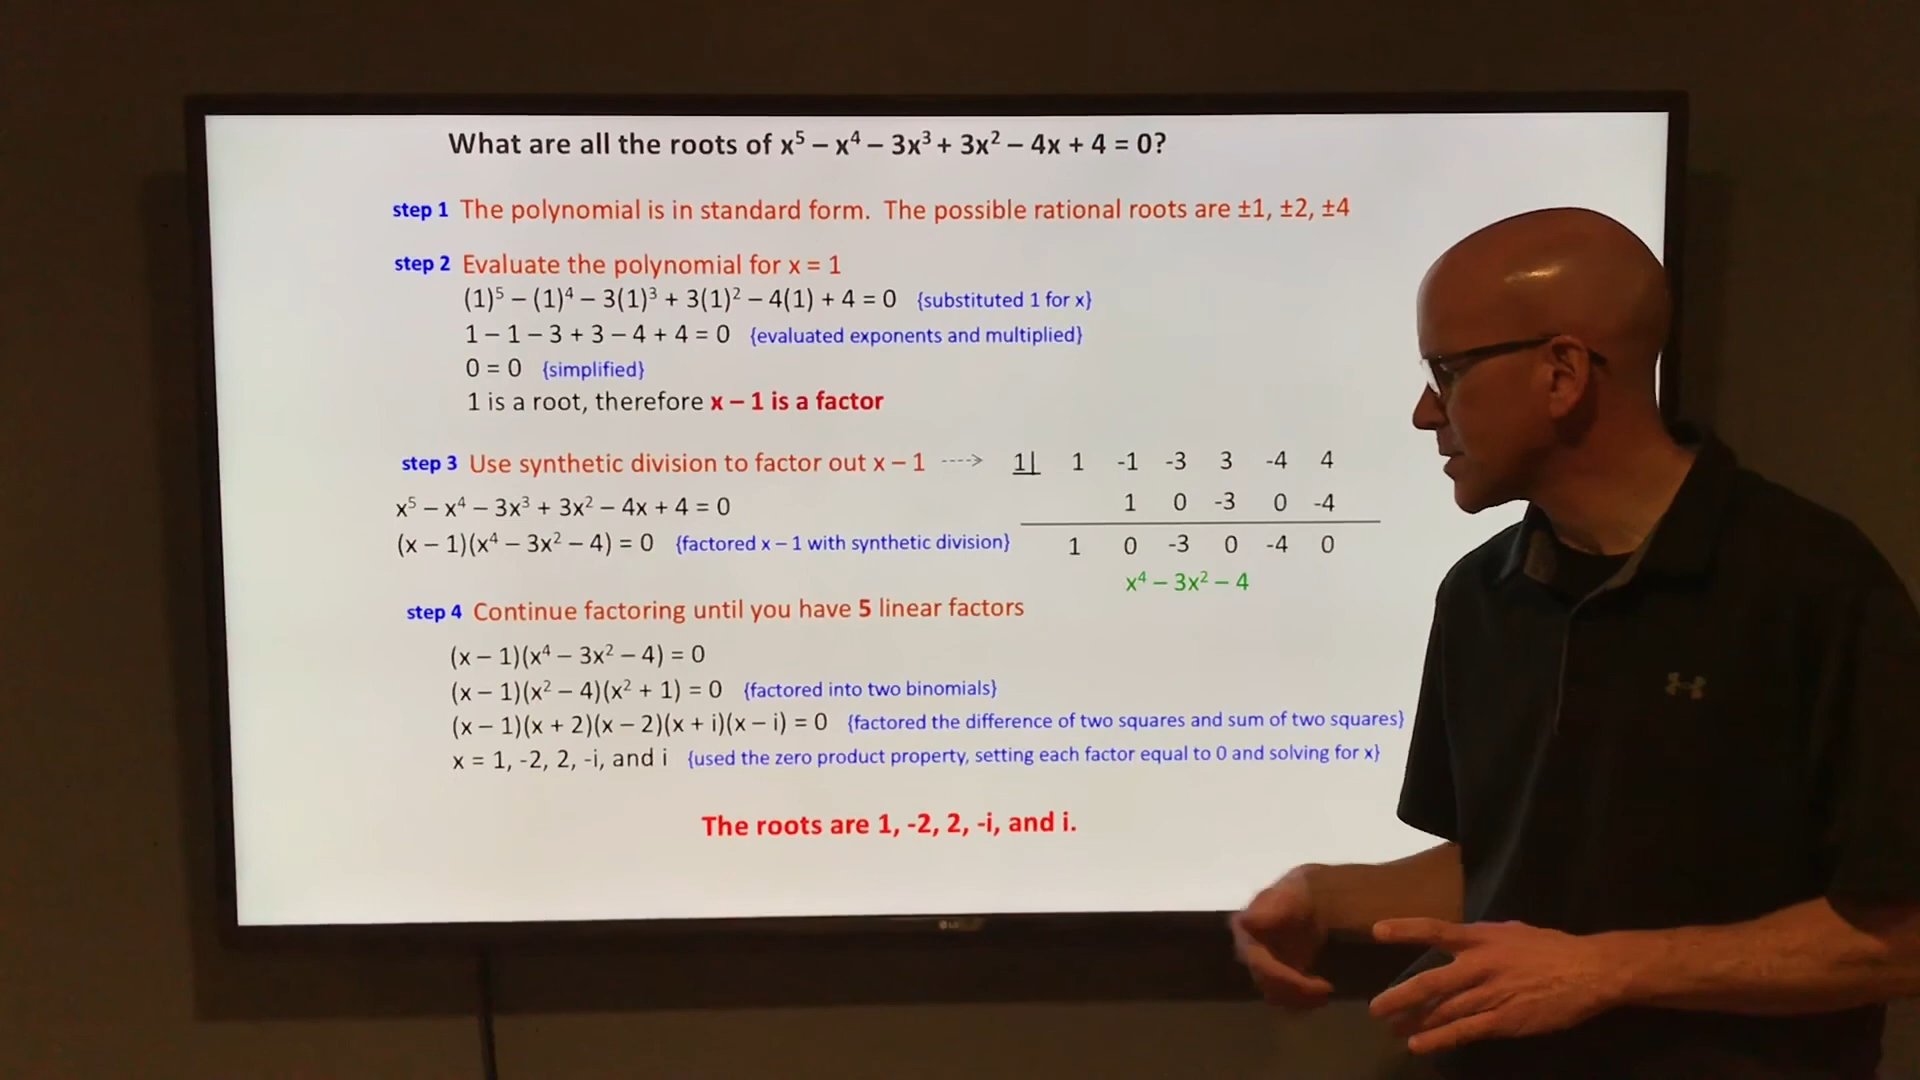 What are all the roots of x⁵ – x⁴ – 3x³ + 3x² – 4x + 4 = 0?
step 1 The polynomial is in standard form. The possible rational roots are ±1, ±2, ±4
step 2 Evaluate the polynomial for x = 1
(1)⁵ – (1)⁴ – 3(1)³ + 3(1)² – 4(1) + 4 = 0 {substituted 1 for x}
1 – 1 – 3 + 3 – 4 + 4 = 0 {evaluated exponents and multiplied}
0 = 0 {simplified}
1 is a root, therefore x – 1 is a factor
step 3 Use synthetic division to factor out x – 1 ----> 1| 1 -1 -3 3 -4 4
x⁵ – x⁴ – 3x³ + 3x² – 4x + 4 = 0 1 0 -3 0 -4
(x – 1)(x⁴ – 3x² – 4) = 0 {factored x – 1 with synthetic division} 1 0 -3 0 -4 0
x⁴ – 3x² – 4
step 4 Continue factoring until you have 5 linear factors
(x – 1)(x⁴ – 3x² – 4) = 0
(x – 1)(x² – 4)(x² + 1) = 0 {factored into two binomials}
(x – 1)(x + 2)(x – 2)(x + i)(x – i) = 0 {factored the difference of two squares and sum of two squares}
x = 1, -2, 2, -i, and i {used the zero product property, setting each factor equal to 0 and solving for x}
The roots are 1, -2, 2, -i, and i.
LG